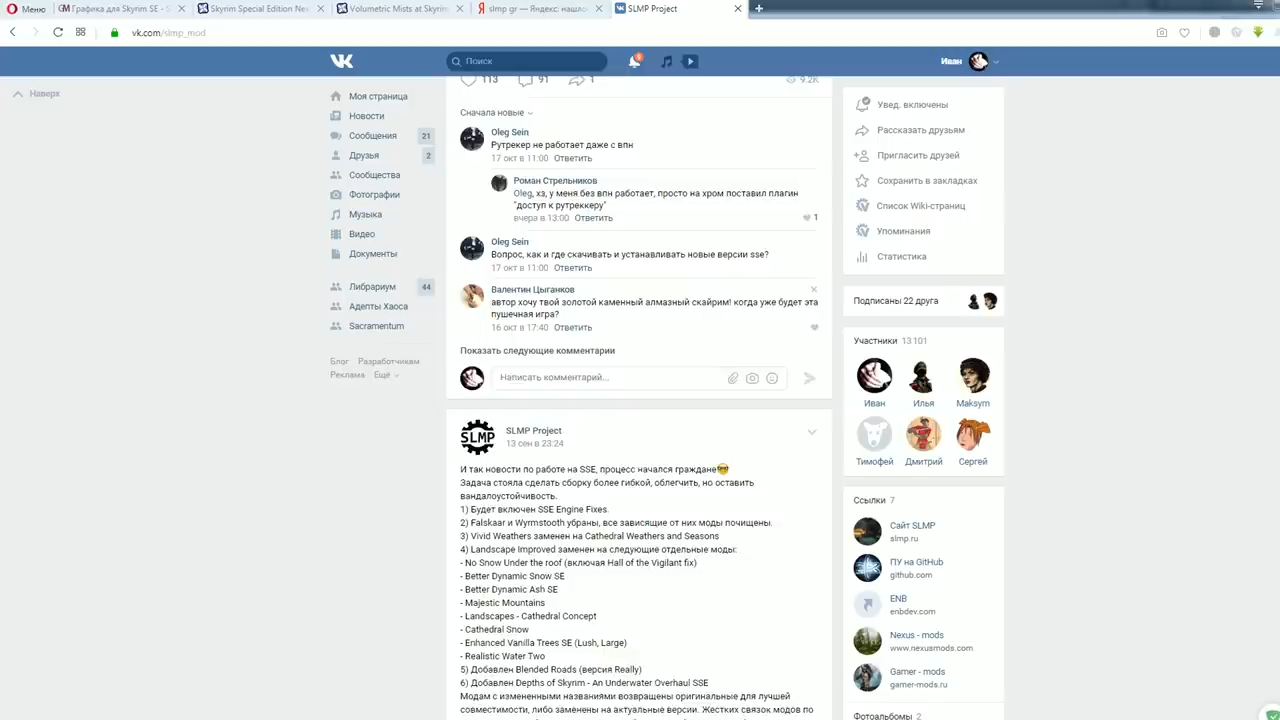 Opera
GM Графика для Skyrim SE - S
Skyrim Special Edition Ne
Volumetric Mists at Skyrim
slmp gr — Яндекс: нашло
SLMP Project
vk.com/slmp_mod
Поиск
8
Иван
Наверх
Моя страница
Новости
Сообщения 21
Друзья 2
Сообщества
Фотографии
Музыка
Видео
Документы
Либрариум 44
Адепты Хаоса
Sacramentum
Блог Разработчикам
Реклама Ещё
113 91 1 9.2K
Сначала новые
Oleg Sein
Рутрекер не работает даже с впн
17 окт в 11:00 Ответить
Роман Стрельников
Oleg, хз, у меня без впн работает, просто на хром поставил плагин
"доступ к рутреккеру"
вчера в 13:00 Ответить 1
Oleg Sein
Вопрос, как и где скачивать и устанавливать новые версии sse?
17 окт в 11:00 Ответить
Валентин Цыганков
автор хочу твой золотой каменный алмазный скайрим! когда уже будет эта
пушечная игра?
16 окт в 17:40 Ответить
Показать следующие комментарии
Написать комментарий...
SLMP
SLMP Project
13 сен в 23:24
И так новости по работе на SSE, процесс начался граждане
Задача стояла сделать сборку более гибкой, облегчить, но оставить
вандалоустойчивость.
1) Будет включен SSE Engine Fixes.
2) Falskaar и Wyrmstooth убраны, все зависящие от них моды почищены.
3) Vivid Weathers заменен на Cathedral Weathers and Seasons
4) Landscape Improved заменен на следующие отдельные моды:
- No Snow Under the roof (включая Hall of the Vigilant fix)
- Better Dynamic Snow SE
- Better Dynamic Ash SE
- Majestic Mountains
- Landscapes - Cathedral Concept
- Cathedral Snow
- Enhanced Vanilla Trees SE (Lush, Large)
- Realistic Water Two
5) Добавлен Blended Roads (версия Really)
6) Добавлен Depths of Skyrim - An Underwater Overhaul SSE
Модам с измененными названиями возвращены оригинальные для лучшей
совместимости, либо заменены на актуальные версии. Жестких связок модов по
Увед. включены
Рассказать друзьям
Пригласить друзей
Сохранить в закладках
Список Wiki-страниц
Упоминания
Статистика
Подписаны 22 друга
Участники 13 101
Иван Илья Maksym
Тимофей Дмитрий Сергей
Ссылки 7
Сайт SLMP
slmp.ru
ПУ на GitHub
github.com
ENB
enbdev.com
Nexus - mods
www.nexusmods.com
Gamer - mods
gamer-mods.ru
Фотоальбомы 2